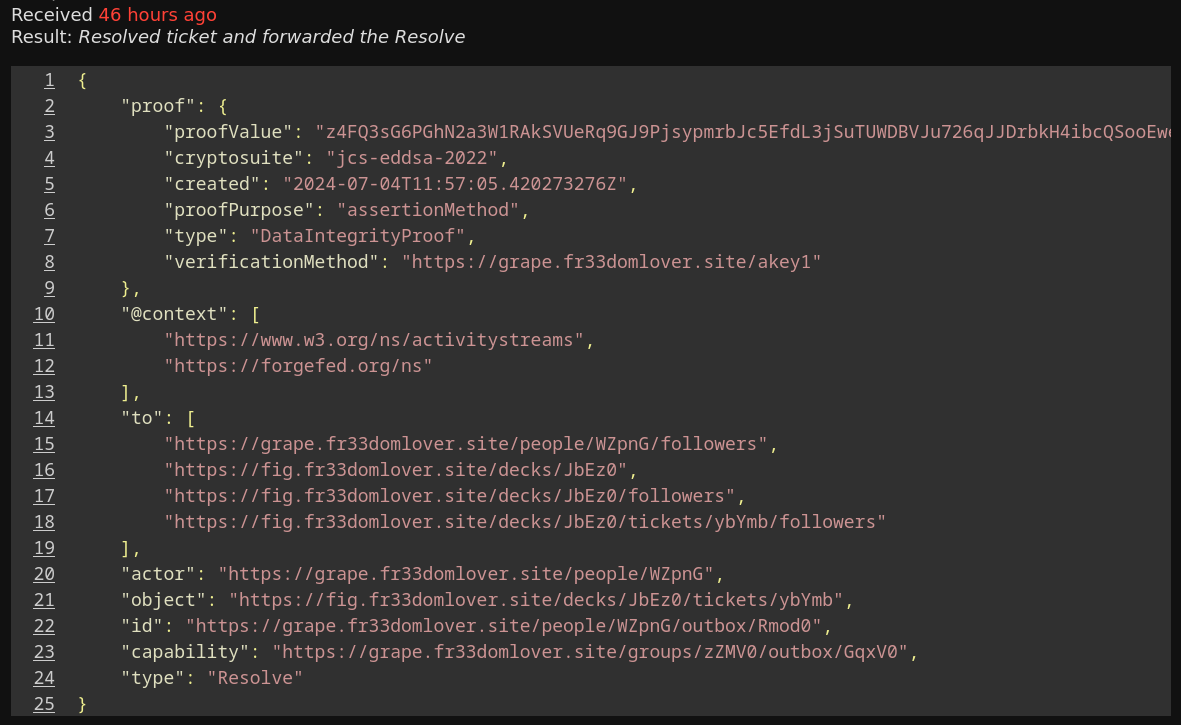 Received 46 hours ago
Result: Resolved ticket and forwarded the Resolve
1 {
2 "proof": {
3 "proofValue": "z4FQ3sG6PGhN2a3W1RAkSVUeRq9GJ9PjsypmrbJc5EfdL3jSuTUWDBVJu726qJJDrbkH4ibcQSooEw
4 "cryptosuite": "jcs-eddsa-2022",
5 "created": "2024-07-04T11:57:05.420273276Z",
6 "proofPurpose": "assertionMethod",
7 "type": "DataIntegrityProof",
8 "verificationMethod": "https://grape.fr33domlover.site/akey1"
9 },
10 "@context": [
11 "https://www.w3.org/ns/activitystreams",
12 "https://forgefed.org/ns"
13 ],
14 "to": [
15 "https://grape.fr33domlover.site/people/WZpnG/followers",
16 "https://fig.fr33domlover.site/decks/JbEz0",
17 "https://fig.fr33domlover.site/decks/JbEz0/followers",
18 "https://fig.fr33domlover.site/decks/JbEz0/tickets/ybYmb/followers"
19 ],
20 "actor": "https://grape.fr33domlover.site/people/WZpnG",
21 "object": "https://fig.fr33domlover.site/decks/JbEz0/tickets/ybYmb",
22 "id": "https://grape.fr33domlover.site/people/WZpnG/outbox/Rmod0",
23 "capability": "https://grape.fr33domlover.site/groups/zZMV0/outbox/GqxV0",
24 "type": "Resolve"
25 }